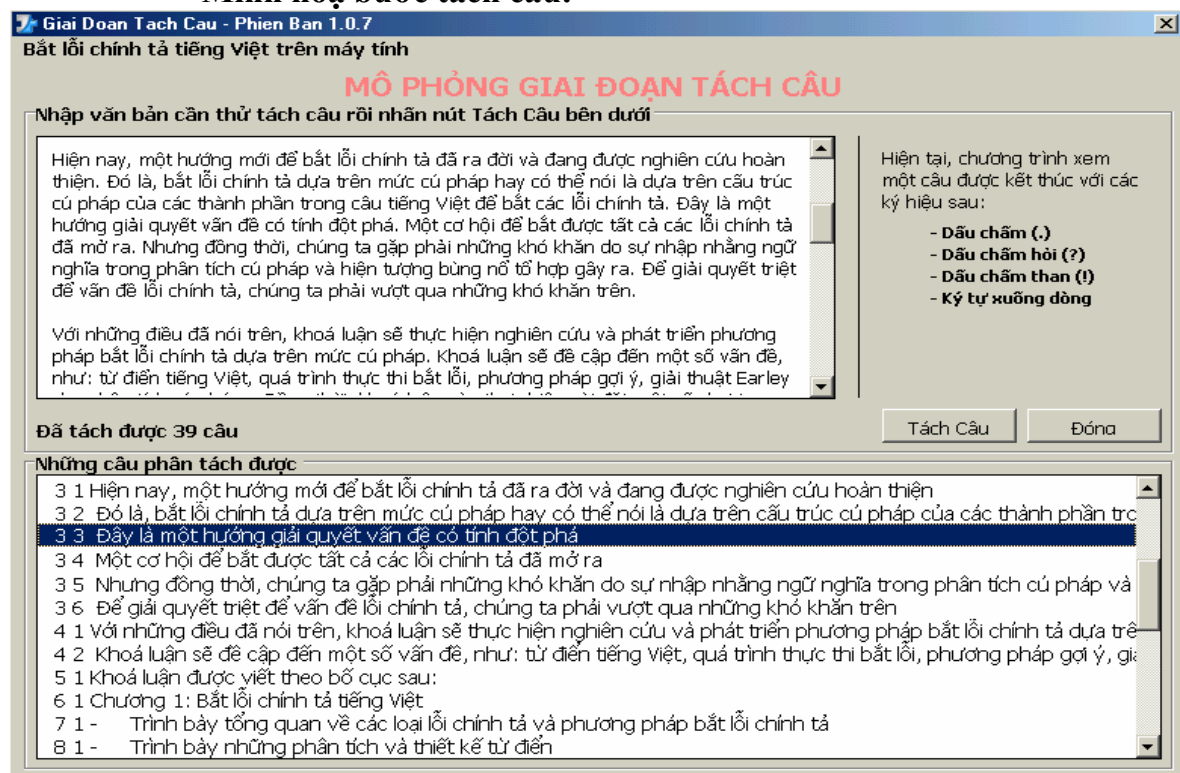 Minh hoạ bước tách câu:
Giai Doan Tach Cau - Phien Ban 1.0.7
Bắt lỗi chính tả tiếng Việt trên máy tính
MÔ PHỎNG GIAI ĐOẠN TÁCH CÂU
Nhập văn bản cần thử tách câu rồi nhấn nút Tách Câu bên dưới
Hiện nay, một hướng mới để bắt lỗi chính tả đã ra đời và đang được nghiên cứu hoàn
thiện. Đó là, bắt lỗi chính tả dựa trên mức cú pháp hay có thể nói là dựa trên cấu trúc
cú pháp của các thành phần trong câu tiếng Việt để bắt các lỗi chính tả. Đây là một
hướng giải quyết vấn đề có tính đột phá. Một cơ hội để bắt được tất cả các lỗi chính tả
đã mở ra. Nhưng đồng thời, chúng ta gặp phải những khó khăn do sự nhập nhằng ngữ
nghĩa trong phân tích cú pháp và hiện tượng bùng nổ tổ hợp gây ra. Để giải quyết triệt
để vấn đề lỗi chính tả, chúng ta phải vượt qua những khó khăn trên.
Với những điều đã nói trên, khoá luận sẽ thực hiện nghiên cứu và phát triển phương
pháp bắt lỗi chính tả dựa trên mức cú pháp. Khoá luận sẽ đề cập đến một số vấn đề,
như: từ điển tiếng Việt, quá trình thực thi bắt lỗi, phương pháp gợi ý, giải thuật Earley
Hiện tại, chương trình xem
một câu được kết thúc với các
ký hiệu sau:
- Dấu chấm (.)
- Dấu chấm hỏi (?)
- Dấu chấm than (!)
- Ký tự xuống dòng
Đã tách được 39 câu
Tách Câu
Đóng
Những câu phân tách được
3 1 Hiện nay, một hướng mới để bắt lỗi chính tả đã ra đời và đang được nghiên cứu hoàn thiện
3 2 Đó là, bắt lỗi chính tả dựa trên mức cú pháp hay có thể nói là dựa trên cấu trúc cú pháp của các thành phần trc
3 3 Đây là một hướng giải quyết vấn đề có tính đột phá
3 4 Một cơ hội để bắt được tất cả các lỗi chính tả đã mở ra
3 5 Nhưng đồng thời, chúng ta gặp phải những khó khăn do sự nhập nhằng ngữ nghĩa trong phân tích cú pháp và
3 6 Để giải quyết triệt để vấn đề lỗi chính tả, chúng ta phải vượt qua những khó khăn trên
4 1 Với những điều đã nói trên, khoá luận sẽ thực hiện nghiên cứu và phát triển phương pháp bắt lỗi chính tả dựa trê
4 2 Khoá luận sẽ đề cập đến một số vấn đề, như: từ điển tiếng Việt, quá trình thực thi bắt lỗi, phương pháp gợi ý, giả
5 1 Khoá luận được viết theo bố cục sau:
6 1 Chương 1: Bắt lỗi chính tả tiếng Việt
7 1 - Trình bày tổng quan về các loại lỗi chính tả và phương pháp bắt lỗi chính tả
8 1 - Trình bày những phân tích và thiết kế từ điển